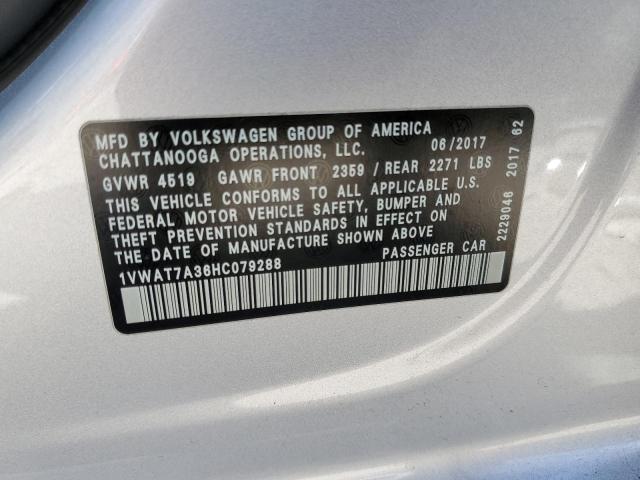 MFD BY VOLKSWAGEN GROUP OF AMERICA 06/2017
CHATTANOOGA OPERATIONS, LLC.
GVWR 4519 GAWR FRONT 2359 / REAR 2271 LBS
THIS VEHICLE CONFORMS TO ALL APPLICABLE U.S.
FEDERAL MOTOR VEHICLE SAFETY, BUMPER AND
THEFT PREVENTION STANDARDS IN EFFECT ON
THE DATE OF MANUFACTURE SHOWN ABOVE
1VWAT7A36HC079288 PASSENGER CAR
2229046 2017 62